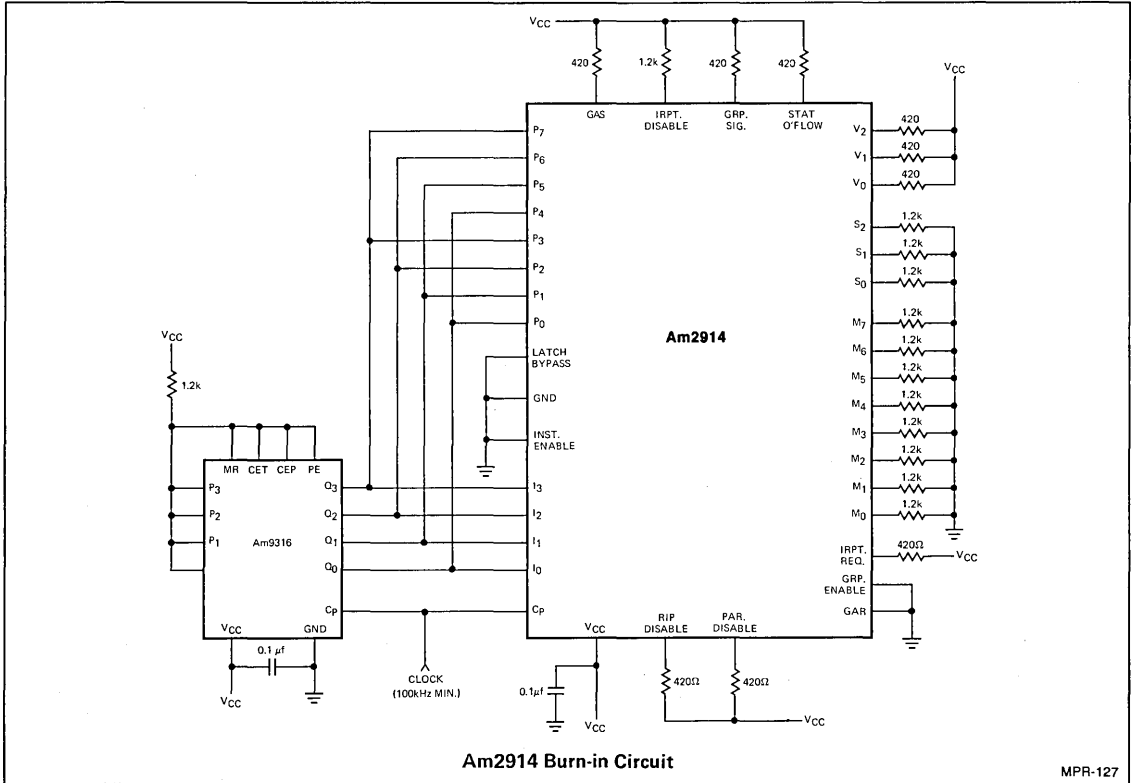 VCC
420
1.2k
420
420
VCC
GAS
IRPT. DISABLE
GRP. SIG.
STAT O'FLOW
P7
P6
P5
P4
P3
P2
P1
P0
LATCH BYPASS
GND
INST. ENABLE
I3
I2
I1
I0
CP
Am2914
V2
420
V1
420
V0
420
S2
1.2k
S1
1.2k
S0
1.2k
M7
1.2k
M6
1.2k
M5
1.2k
M4
1.2k
M3
1.2k
M2
1.2k
M1
1.2k
M0
1.2k
IRPT. REQ.
420Ω
VCC
GRP. ENABLE
GAR
VCC
1.2k
MR CET CEP PE
P3
P2
P1
Am9316
Q3
Q2
Q1
Q0
CP
VCC
GND
0.1 µf
VCC
CLOCK
(100kHz MIN.)
VCC
RIP DISABLE
PAR. DISABLE
0.1µf
420Ω
420Ω
VCC
VCC
Am2914 Burn-in Circuit
MPR-127